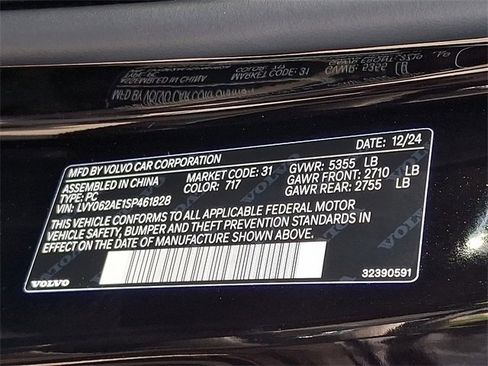 MFD BY VOLVO CAR CORPORATION DATE: 12/24
ASSEMBLED IN CHINA MARKET CODE: 31 GVWR: 5355 LB
TYPE: PC COLOR: 717 GAWR FRONT: 2710 LB
VIN: LVY062AE1SP461828 GAWR REAR: 2755 LB
THIS VEHICLE CONFORMS TO ALL APPLICABLE FEDERAL MOTOR
VEHICLE SAFETY, BUMPER AND THEFT PREVENTION STANDARDS IN
EFFECT ON THE DATE OF MANUFACTURE SHOWN ABOVE.
VOLVO 32390591